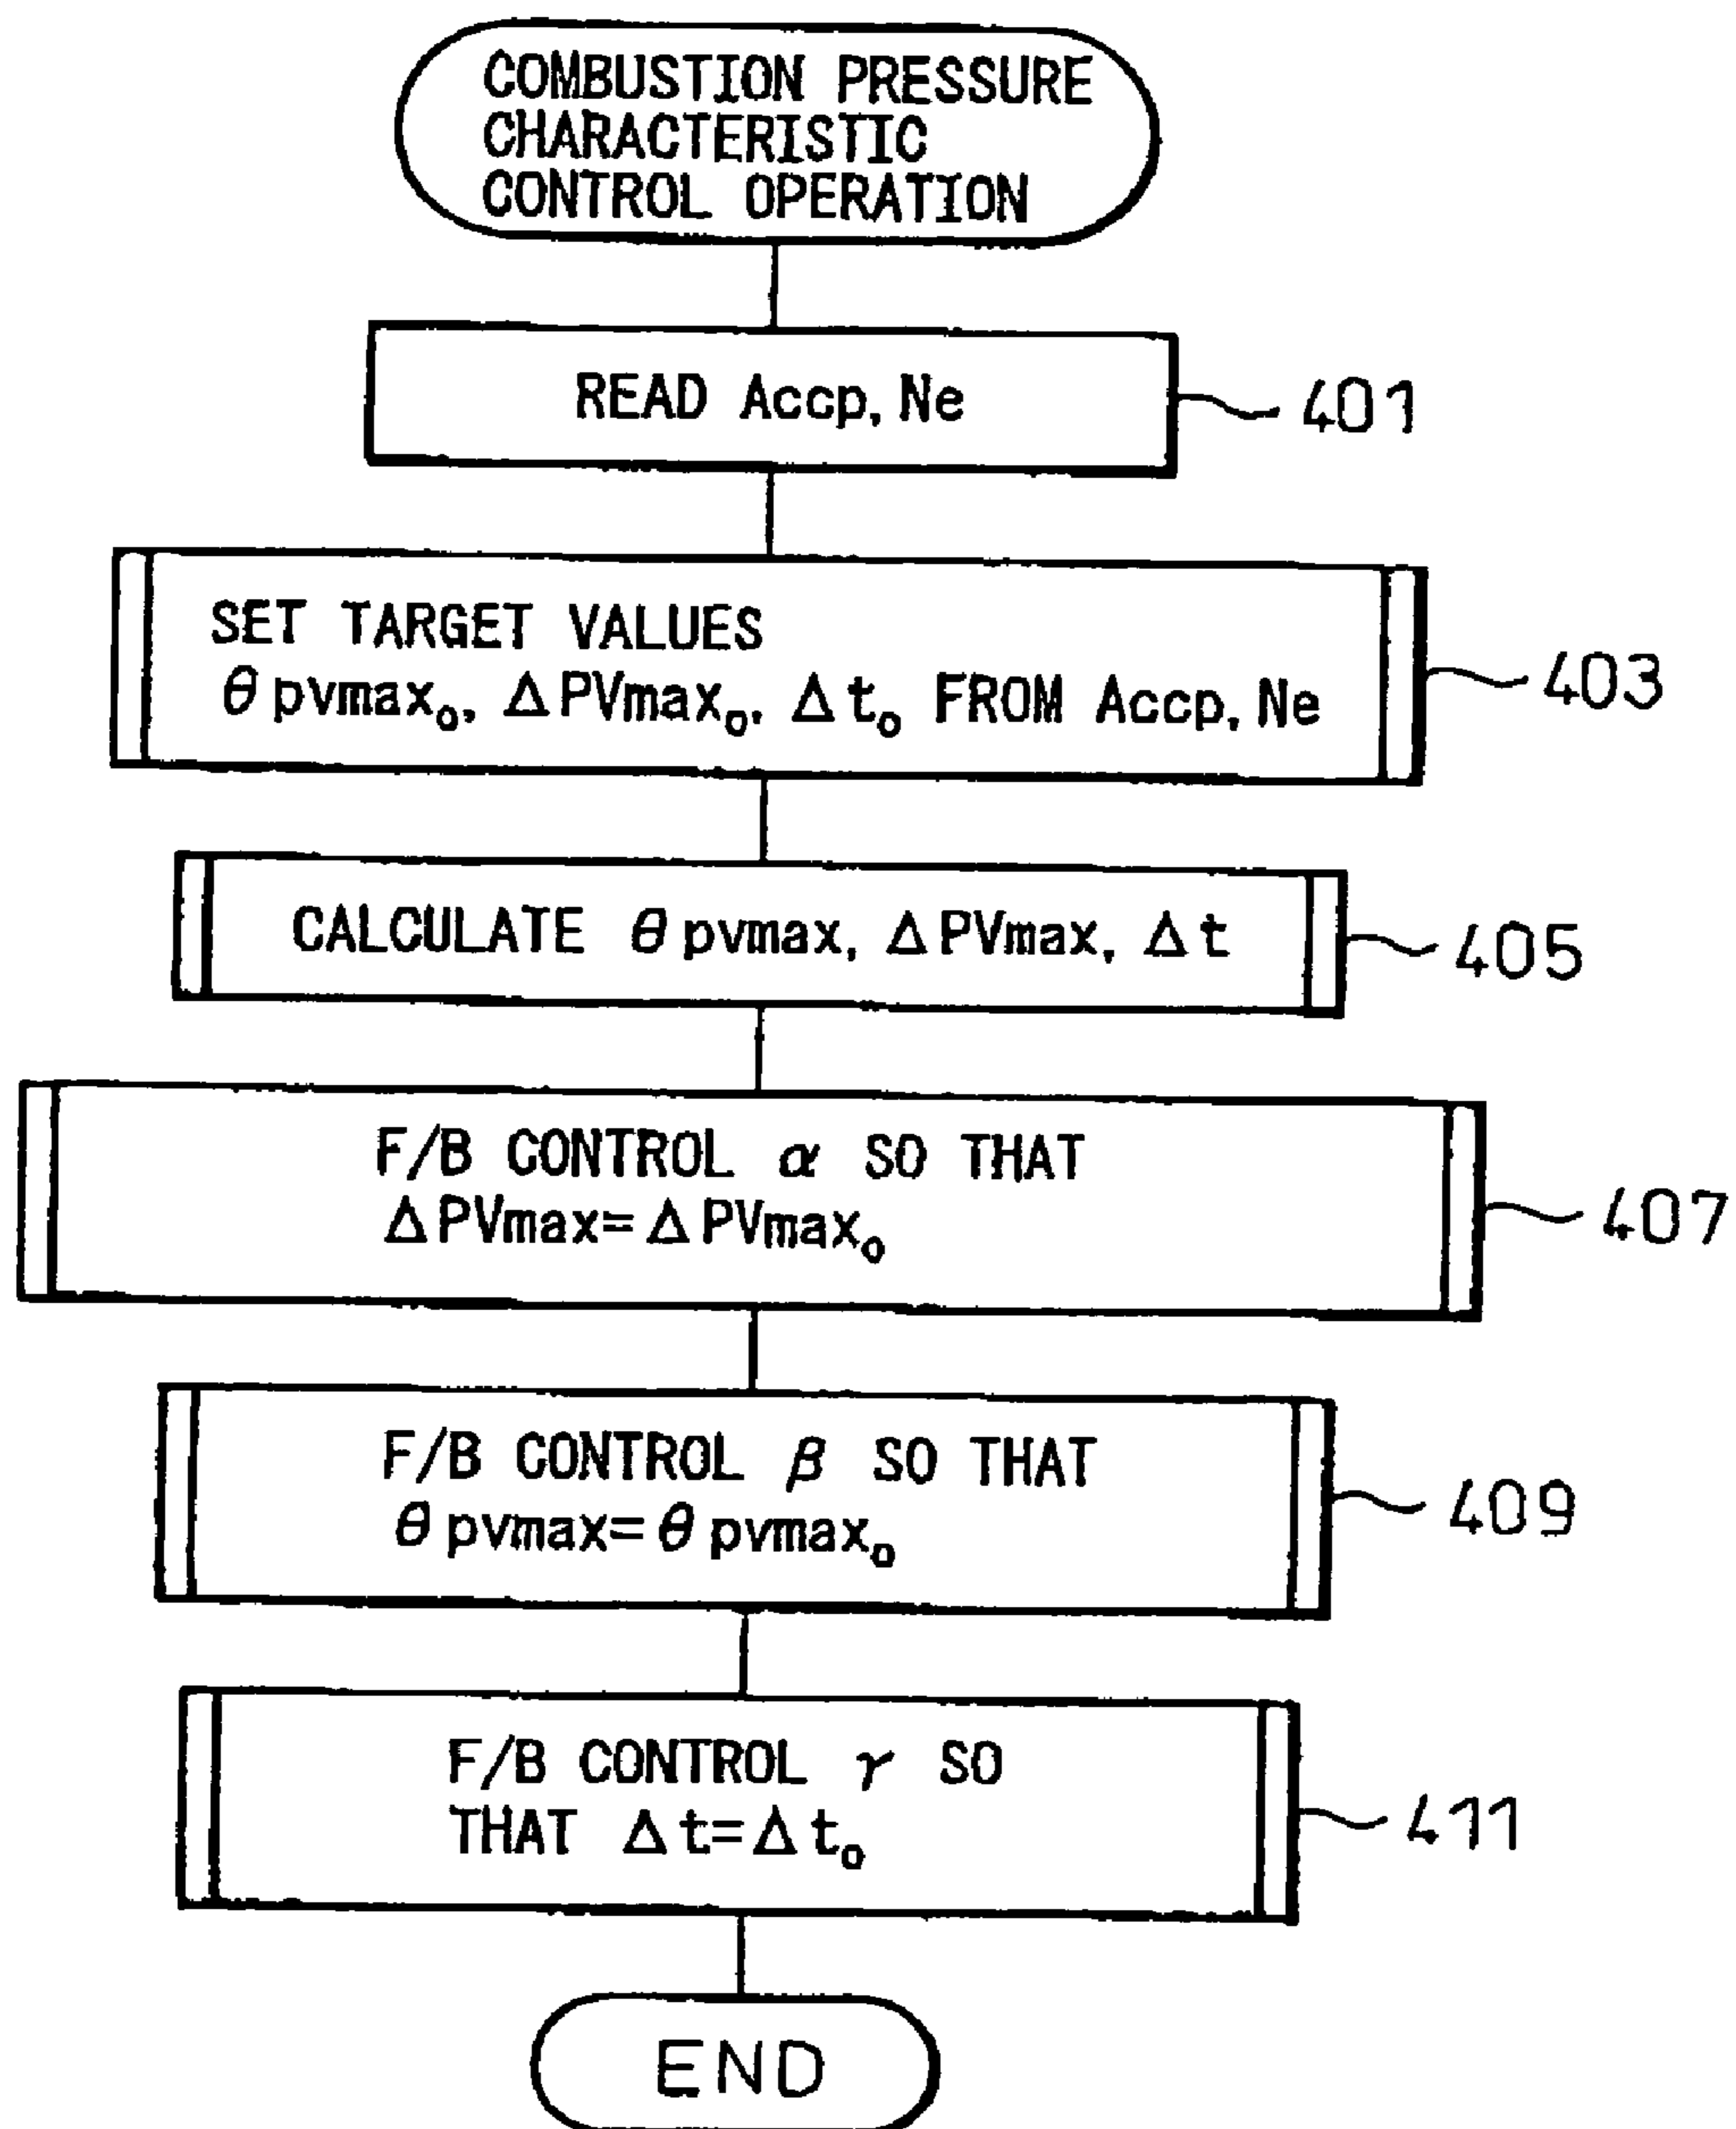 COMBUSTION PRESSURE
CHARACTERISTIC
CONTROL OPERATION
READ Accp, Ne
401
SET TARGET VALUES
θpvmax₀, ΔPVmax₀, Δt₀ FROM Accp, Ne
403
CALCULATE θpvmax, ΔPVmax, Δt
405
F/B CONTROL α SO THAT
ΔPVmax=ΔPVmax₀
407
F/B CONTROL β SO THAT
θpvmax=θpvmax₀
409
F/B CONTROL γ SO
THAT Δt=Δt₀
411
END